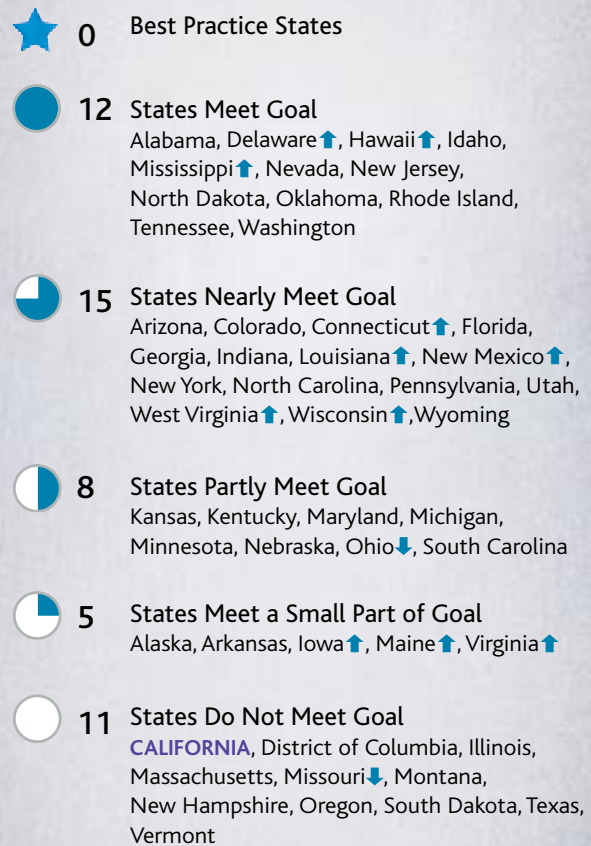 0 Best Practice States
12 States Meet Goal
Alabama, Delaware⬆, Hawaii⬆, Idaho,
Mississippi⬆, Nevada, New Jersey,
North Dakota, Oklahoma, Rhode Island,
Tennessee, Washington
15 States Nearly Meet Goal
Arizona, Colorado, Connecticut⬆, Florida,
Georgia, Indiana, Louisiana⬆, New Mexico⬆,
New York, North Carolina, Pennsylvania, Utah,
West Virginia⬆, Wisconsin⬆, Wyoming
8 States Partly Meet Goal
Kansas, Kentucky, Maryland, Michigan,
Minnesota, Nebraska, Ohio⬇, South Carolina
5 States Meet a Small Part of Goal
Alaska, Arkansas, Iowa⬆, Maine⬆, Virginia⬆
11 States Do Not Meet Goal
CALIFORNIA, District of Columbia, Illinois,
Massachusetts, Missouri⬇, Montana,
New Hampshire, Oregon, South Dakota, Texas,
Vermont